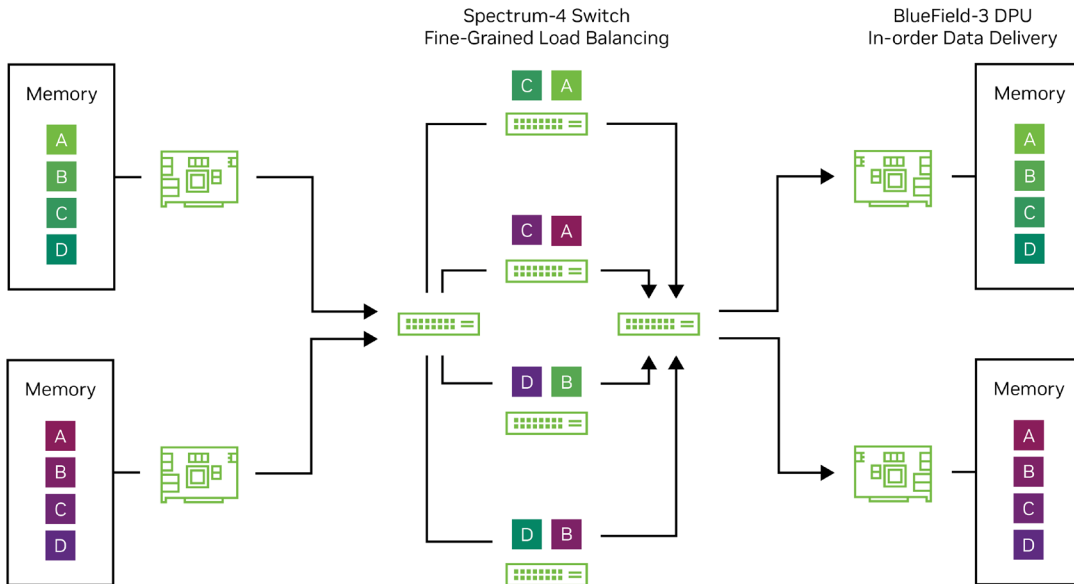 Spectrum-4 Switch
Fine-Grained Load Balancing
BlueField-3 DPU
In-order Data Delivery
Memory
A
B
C
D
C A
C A
D B
D B
Memory
A
B
C
D
Memory
A
B
C
D
Memory
A
B
C
D